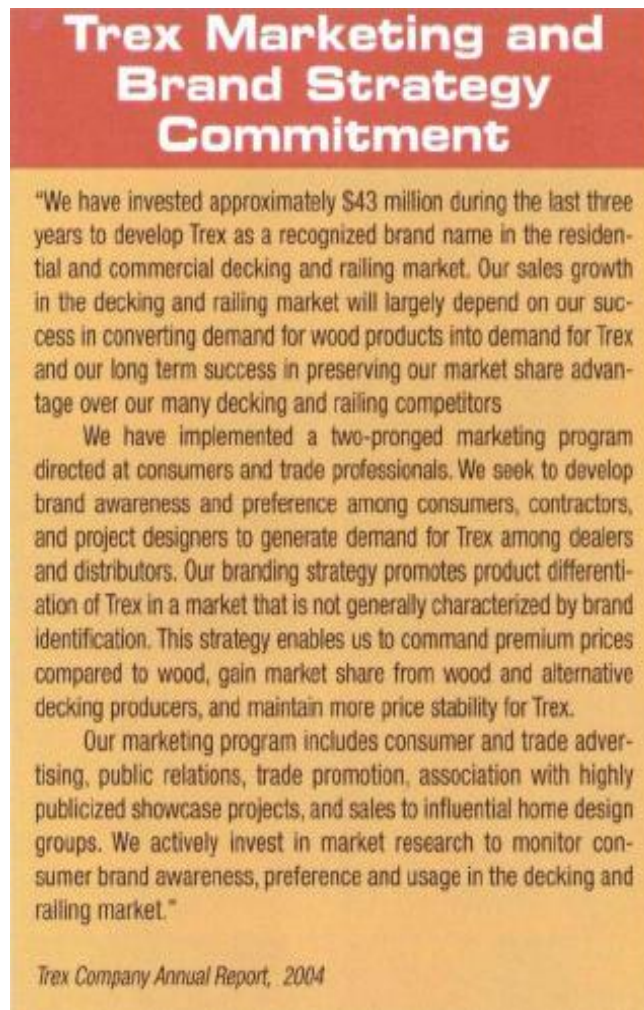 Trex Marketing and
Brand Strategy
Commitment
“We have invested approximately $43 million during the last three
years to develop Trex as a recognized brand name in the residen-
tial and commercial decking and railing market. Our sales growth
in the decking and railing market will largely depend on our suc-
cess in converting demand for wood products into demand for Trex
and our long term success in preserving our market share advan-
tage over our many decking and railing competitors
We have implemented a two-pronged marketing program
directed at consumers and trade professionals. We seek to develop
brand awareness and preference among consumers, contractors,
and project designers to generate demand for Trex among dealers
and distributors. Our branding strategy promotes product differenti-
ation of Trex in a market that is not generally characterized by brand
identification. This strategy enables us to command premium prices
compared to wood, gain market share from wood and alternative
decking producers, and maintain more price stability for Trex.
Our marketing program includes consumer and trade adver-
tising, public relations, trade promotion, association with highly
publicized showcase projects, and sales to influential home design
groups. We actively invest in market research to monitor con-
sumer brand awareness, preference and usage in the decking and
railing market.”
Trex Company Annual Report, 2004